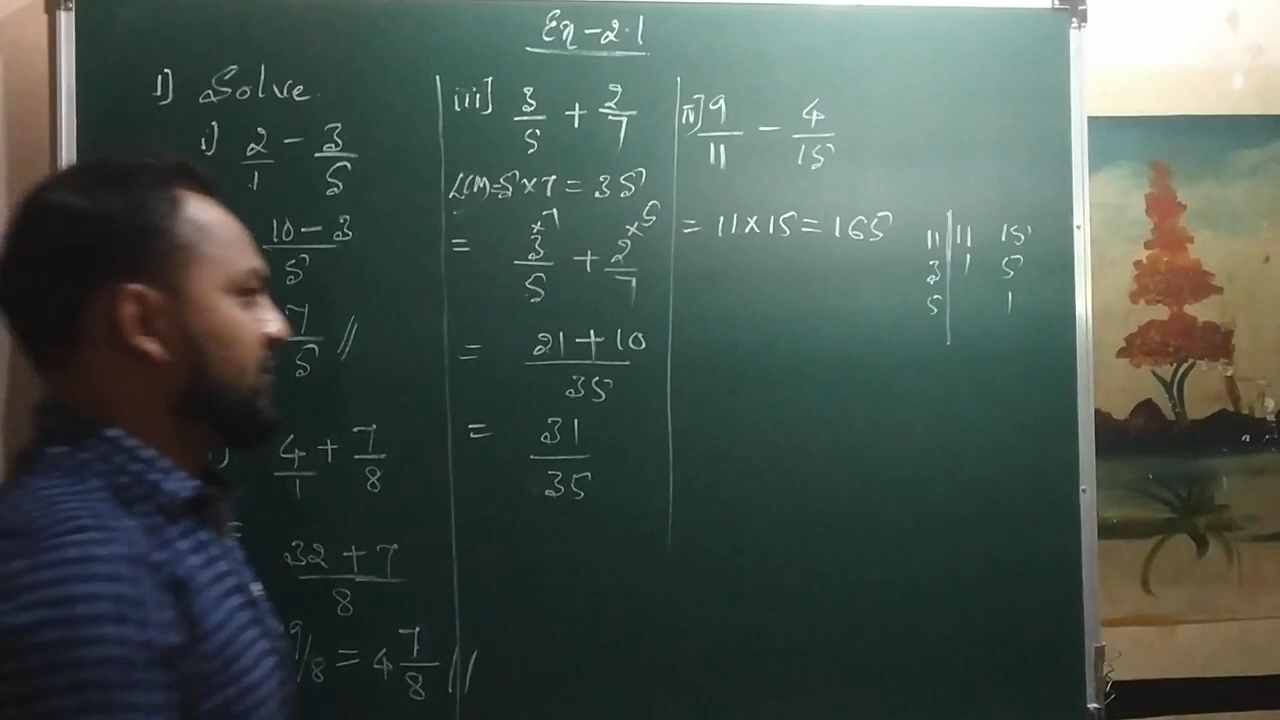 Ex - 2.1
1] Solve
i) 2/1 - 3/5
10 - 3
5
7/5 //
4/1 + 7/8
32 + 7
8
9/8 = 4 7/8 //
iii] 3/5 + 2/7
LCM = 5 × 7 = 35
= 3×7/5 + 2×5/7
= 21 + 10
35
= 31
35
iv] 9/11 - 4/15
= 11 × 15 = 165
11 | 11 15
3 | 1 5
5 | 1